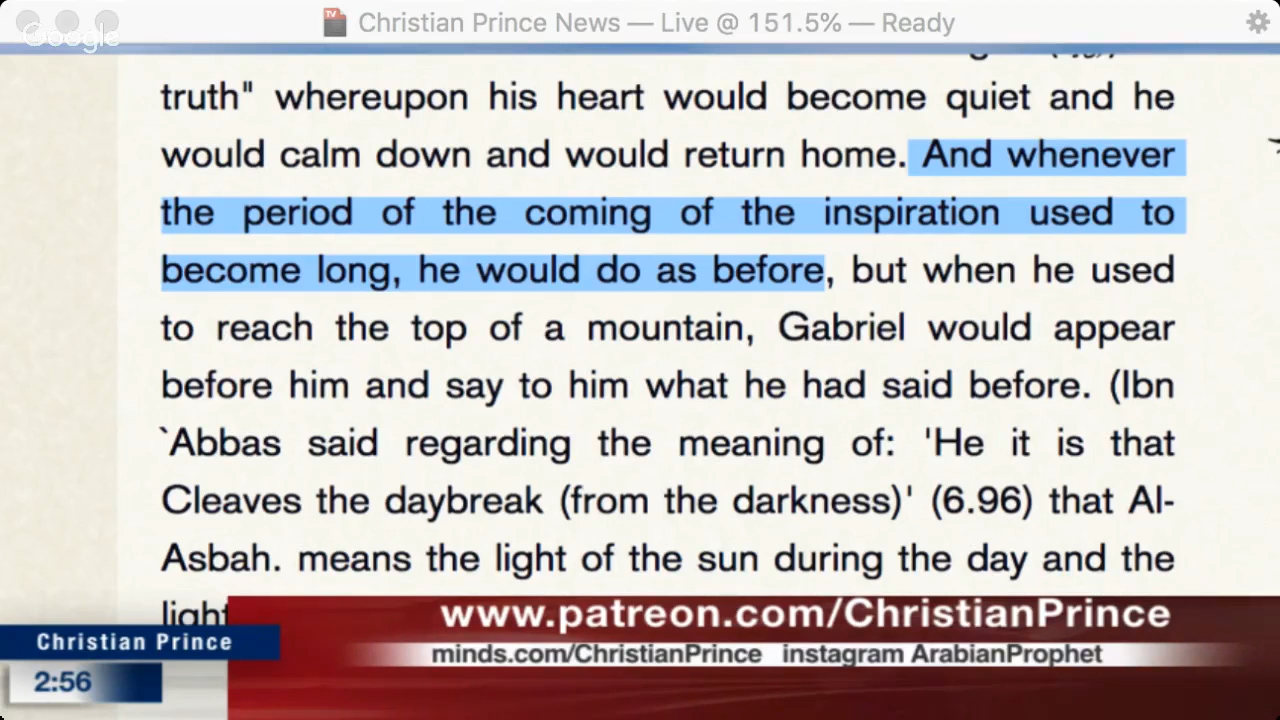 Google
Christian Prince News — Live @ 151.5% — Ready
truth" whereupon his heart would become quiet and he
would calm down and would return home. And whenever
the period of the coming of the inspiration used to
become long, he would do as before, but when he used
to reach the top of a mountain, Gabriel would appear
before him and say to him what he had said before. (Ibn
`Abbas said regarding the meaning of: 'He it is that
Cleaves the daybreak (from the darkness)' (6.96) that Al-
Asbah. means the light of the sun during the day and the
light
www.patreon.com/ChristianPrince
Christian Prince
minds.com/ChristianPrince instagram ArabianProphet
2:56